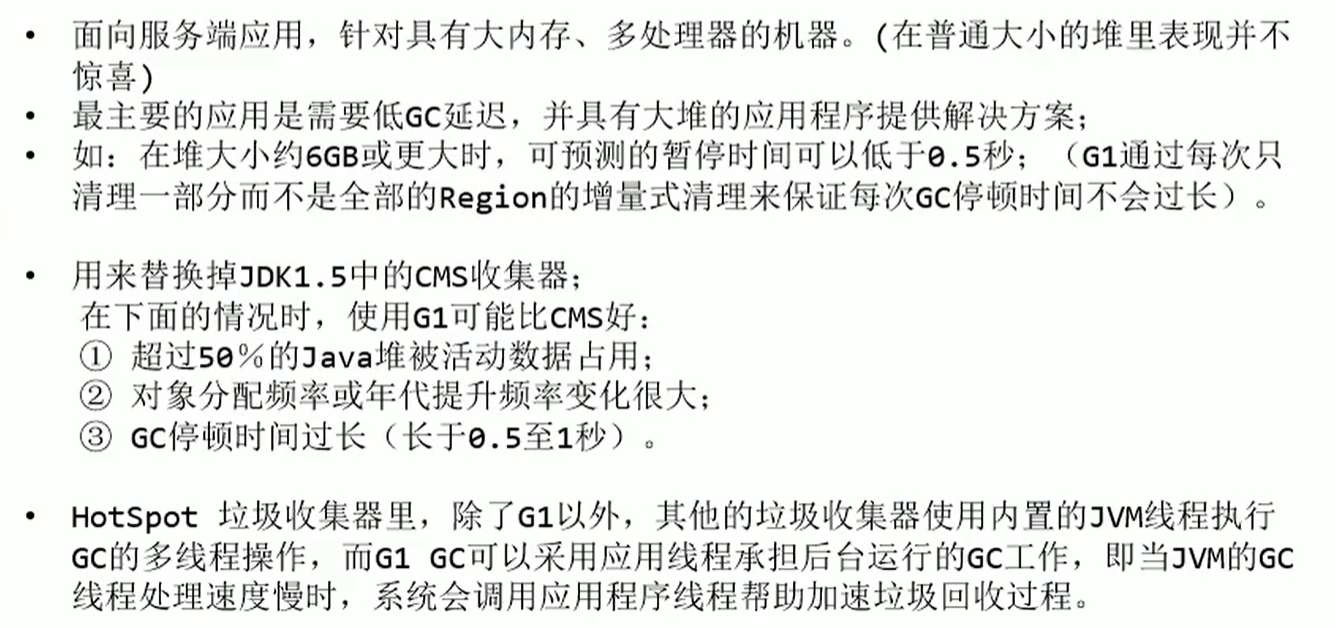 • 面向服务端应用，针对具有大内存、多处理器的机器。(在普通大小的堆里表现并不
惊喜)
• 最主要的应用是需要低GC延迟，并具有大堆的应用程序提供解决方案；
• 如：在堆大小约6GB或更大时，可预测的暂停时间可以低于0.5秒；（G1通过每次只
清理一部分而不是全部的Region的增量式清理来保证每次GC停顿时间不会过长）。
• 用来替换掉JDK1.5中的CMS收集器；
在下面的情况时，使用G1可能比CMS好：
① 超过50％的Java堆被活动数据占用；
② 对象分配频率或年代提升频率变化很大；
③ GC停顿时间过长（长于0.5至1秒）。
• HotSpot 垃圾收集器里，除了G1以外，其他的垃圾收集器使用内置的JVM线程执行
GC的多线程操作，而G1 GC可以采用应用线程承担后台运行的GC工作，即当JVM的GC
线程处理速度慢时，系统会调用应用程序线程帮助加速垃圾回收过程。